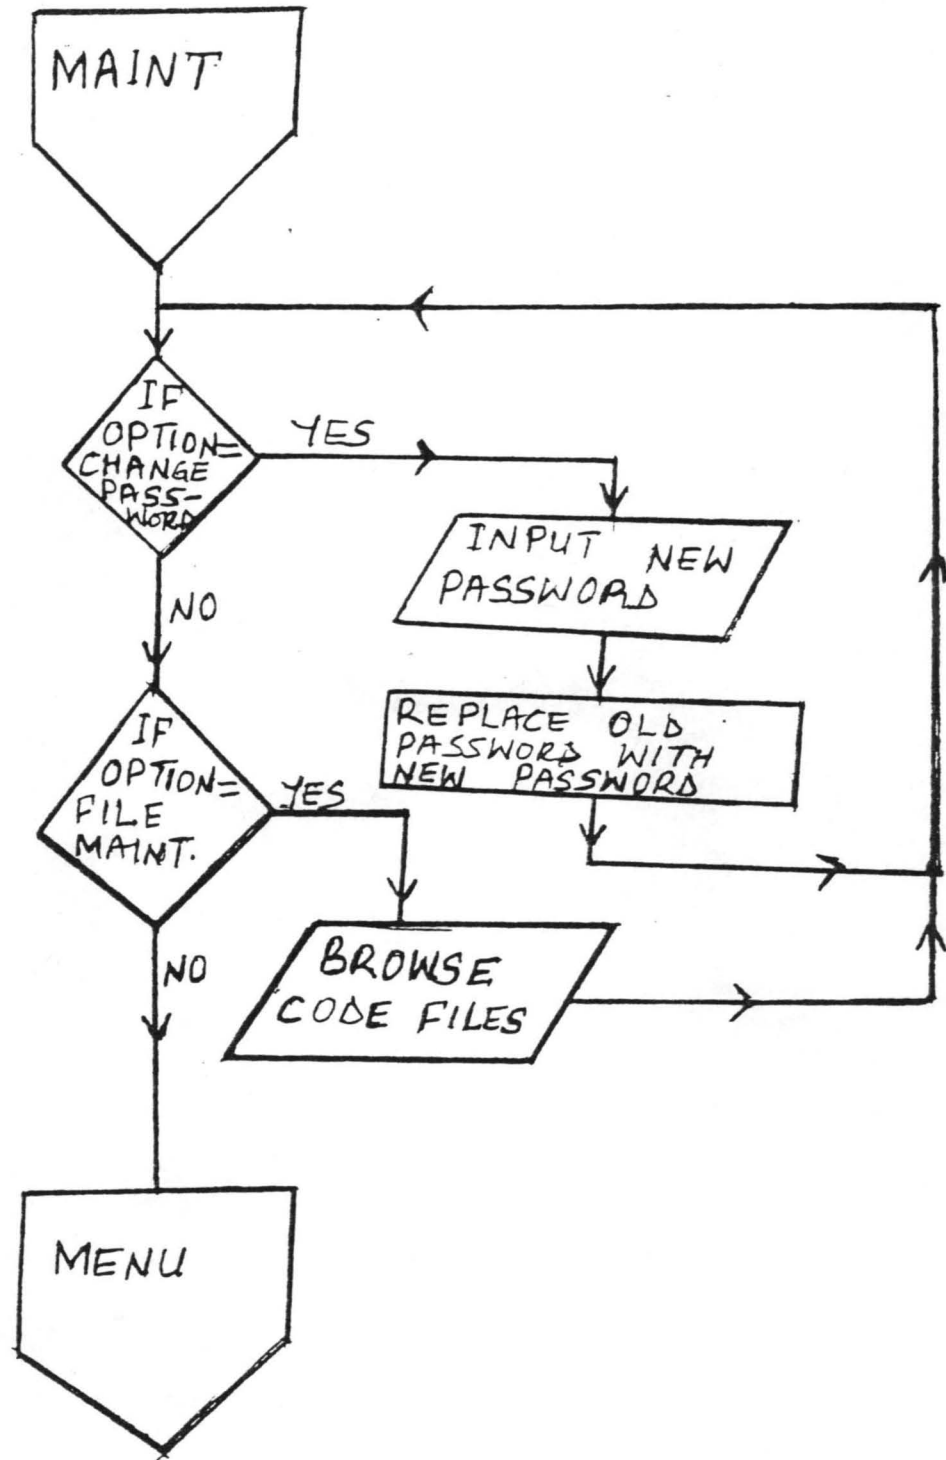 MAINT
IF
OPTION=
CHANGE
PASS-
WORD
YES
INPUT NEW
PASSWORD
NO
REPLACE OLD
PASSWORD WITH
NEW PASSWORD
IF
OPTION=
FILE
MAINT.
YES
BROWSE
CODE FILES
NO
MENU